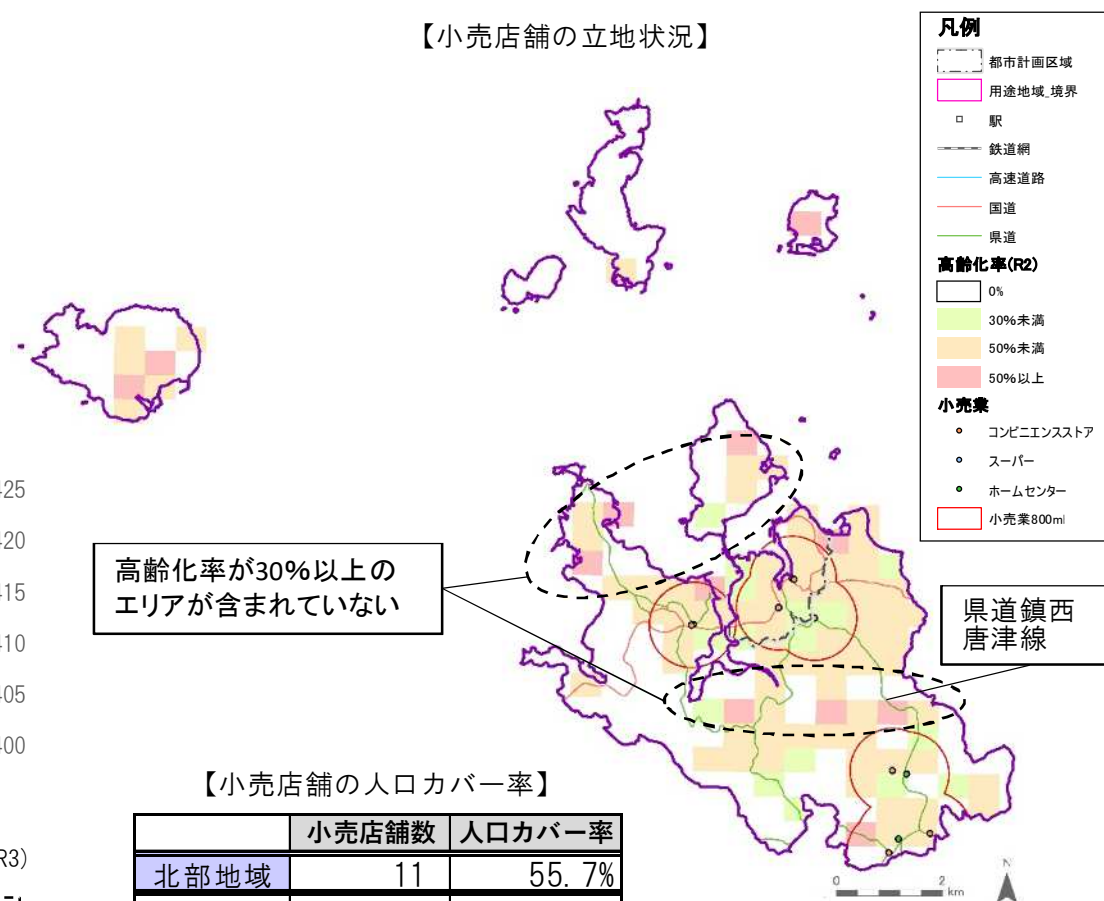 【小売店舗の立地状況】
凡例
都市計画区域
用途地域_境界
駅
鉄道網
高速道路
国道
県道
高齢化率(R2)
0%
30%未満
50%未満
50%以上
小売業
コンビニエンスストア
スーパー
ホームセンター
小売業800m
425
420
415
410
405
400
高齢化率が30%以上の
エリアが含まれていない
県道鎮西
唐津線
【小売店舗の人口カバー率】
小売店舗数 人口カバー率
北部地域 11 55.7%
R3)
0 2
km
N